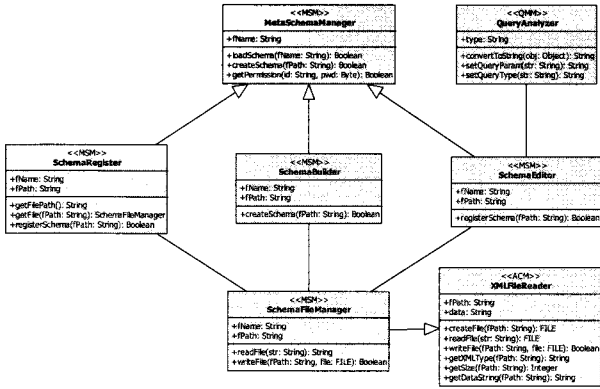 <<MSM>>
MetaSchemaManager
+fName: String
+loadSchema(fName: String): Boolean
+createSchema(fPath: String): Boolean
+getPermission(id: String, pwd: Byte): Boolean
<<QMM>>
QueryAnalyzer
+type: String
+convertToString(obj: Object): String
+setQueryParam(str: String): String
+setQueryType(str: String): String
<<MSM>>
SchemaRegister
+fName: String
+fPath: String
+getFilePath(): String
+getFile(fPath: String): SchemaFileManager
+registerSchema(fPath: String): Boolean
<<MSM>>
SchemaBuilder
+fName: String
+fPath: String
+createSchema(fPath: String): Boolean
<<MSM>>
SchemaEditor
+fName: String
+fPath: String
+registerSchema(fPath: String): Boolean
<<MSM>>
SchemaFileManager
+fName: String
+fPath: String
+readFile(str: String): String
+writeFile(fPath: String, file: FILE): Boolean
<<ACM>>
XMLFileReader
+fPath: String
+data: String
+createFile(fPath: String): FILE
+readFile(str: String): FILE
+writeFile(fPath: String, file: FILE): Boolean
+getXMLType(fPath: String): String
+getSize(fPath: String): Integer
+getDataString(fPath: String): String